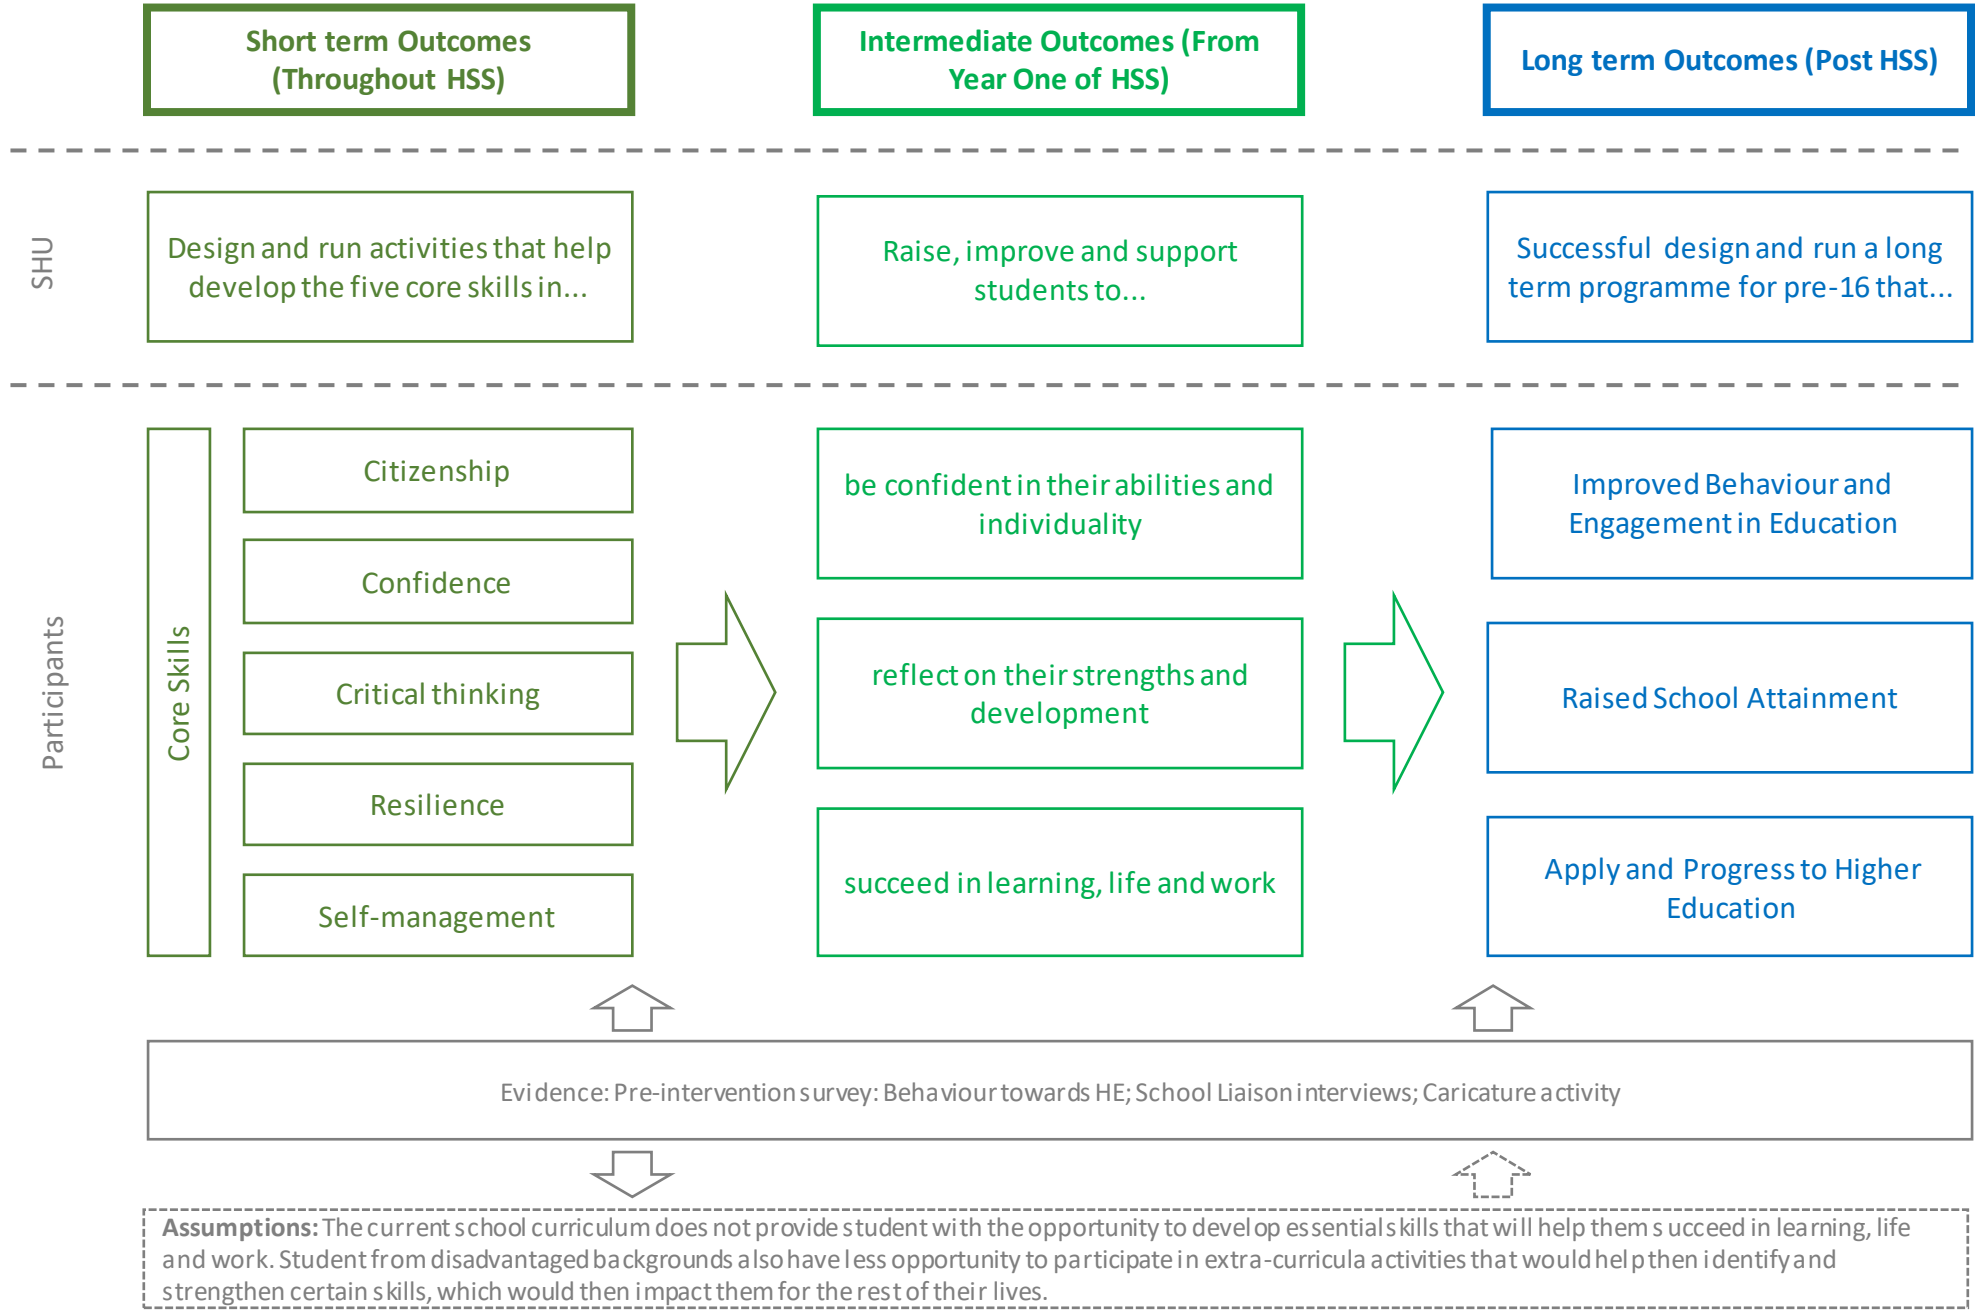 Short term Outcomes
(Throughout HSS)
Intermediate Outcomes (From
Year One of HSS)
Long term Outcomes (Post HSS)
SHU
Design and run activities that help
develop the five core skills in...
Raise, improve and support
students to...
Successful design and run a long
term programme for pre-16 that...
Participants
Core Skills
Citizenship
Confidence
Critical thinking
Resilience
Self-management
be confident in their abilities and
individuality
reflect on their strengths and
development
succeed in learning, life and work
Improved Behaviour and
Engagement in Education
Raised School Attainment
Apply and Progress to Higher
Education
Evidence: Pre-intervention survey: Behaviour towards HE; School Liaison interviews; Caricature activity
Assumptions: The current school curriculum does not provide student with the opportunity to develop essential skills that will help them succeed in learning, life
and work. Student from disadvantaged backgrounds also have less opportunity to participate in extra-curricula activities that would help then identify and
strengthen certain skills, which would then impact them for the rest of their lives.